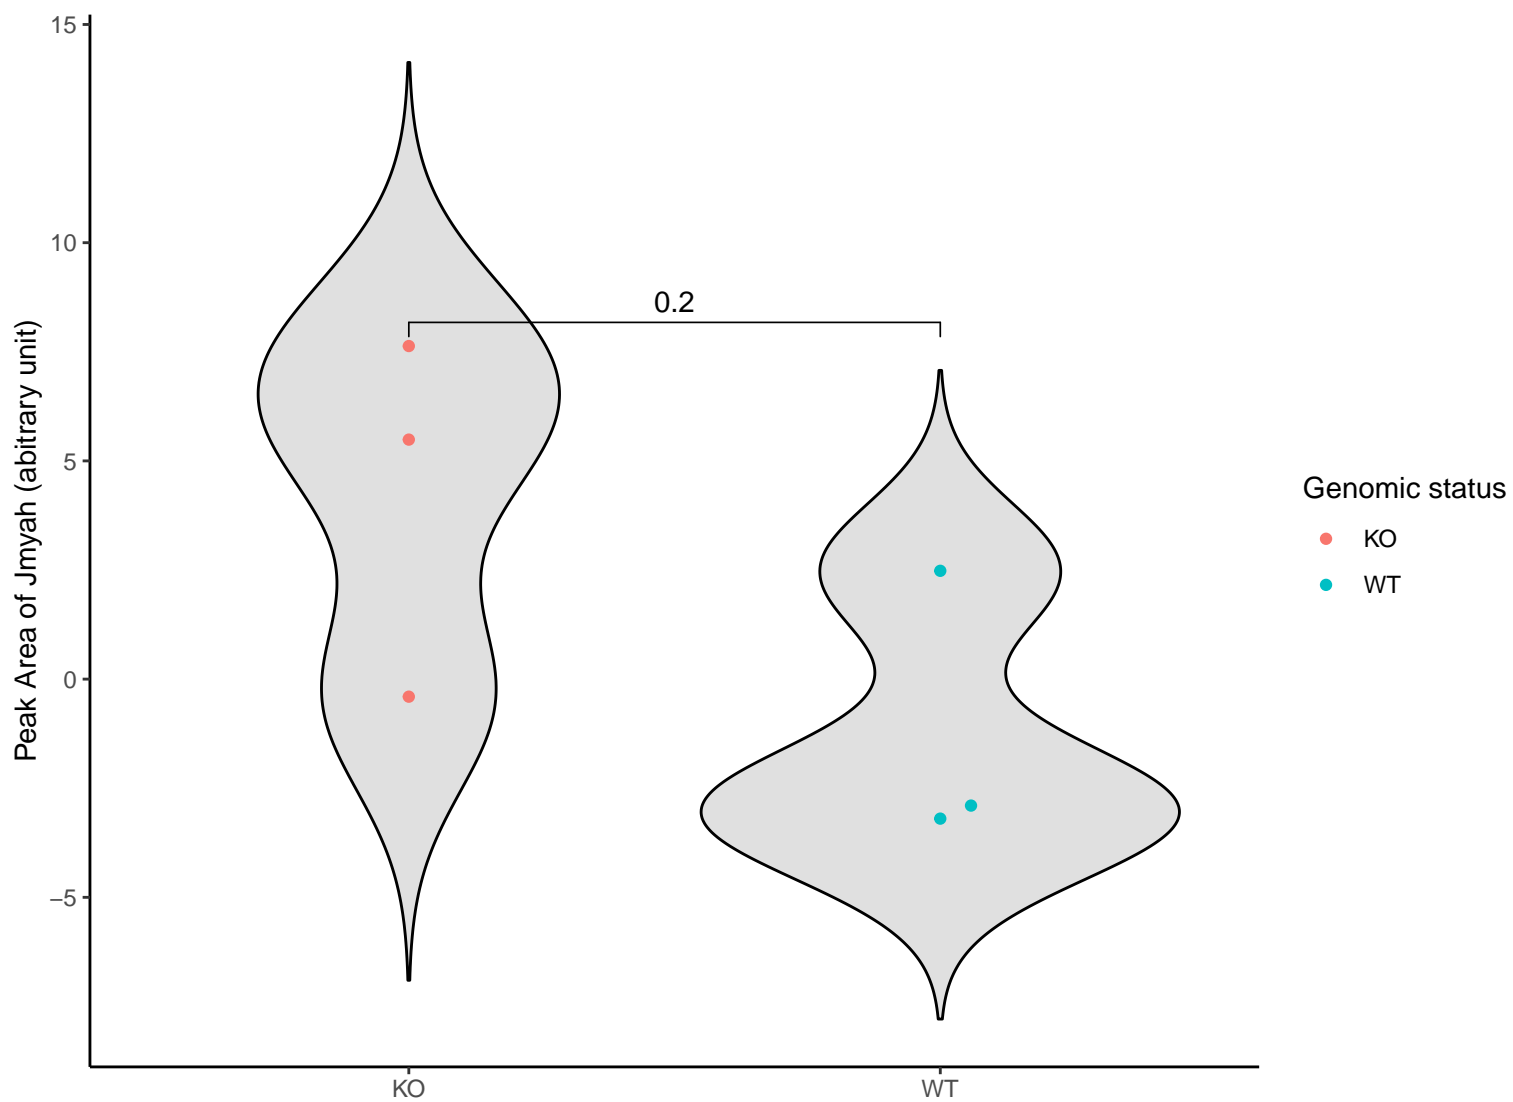 15
10
5
0
−5
Peak Area of Jmyah (abitrary unit)
0.2
KO
WT
Genomic status
KO
WT